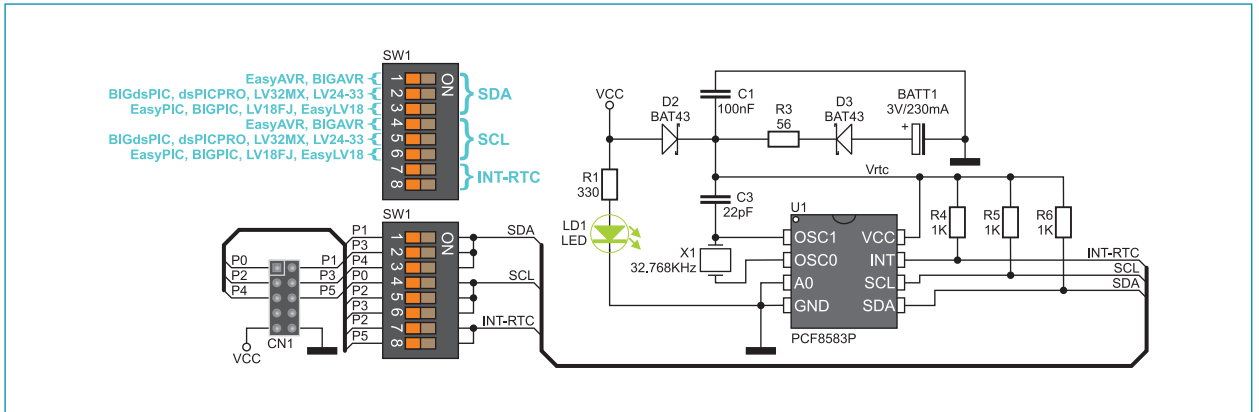 SW1
ON
1
2
3
4
5
6
7
8
EasyAVR, BIGAVR
BIGdsPIC, dsPICPRO, LV32MX, LV24-33
EasyPIC, BIGPIC, LV18FJ, EasyLV18
SDA
EasyAVR, BIGAVR
BIGdsPIC, dsPICPRO, LV32MX, LV24-33
EasyPIC, BIGPIC, LV18FJ, EasyLV18
SCL
INT-RTC
SW1
ON
1
2
3
4
5
6
7
8
P1
P3
P4
P0
P2
P3
P2
P5
SDA
SCL
INT-RTC
P0
P2
P4
P1
P3
P5
CN1
VCC
VCC
D2
BAT43
C1
100nF
R3
56
D3
BAT43
BATT1
3V/230mA
+
R1
330
LD1
LED
C3
22pF
X1
32.768KHz
Vrtc
U1
OSC1
OSC0
A0
GND
VCC
INT
SCL
SDA
PCF8583P
R4
1K
R5
1K
R6
1K
INT-RTC
SCL
SDA